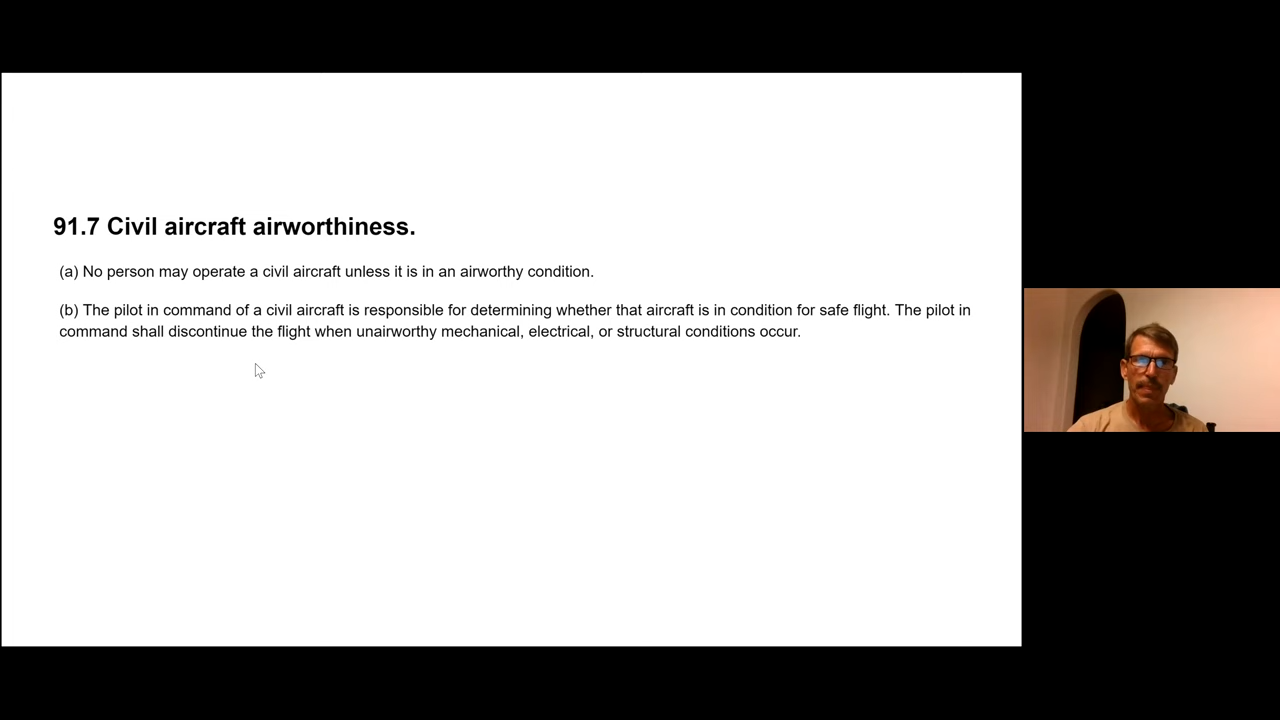 91.7 Civil aircraft airworthiness.
(a) No person may operate a civil aircraft unless it is in an airworthy condition.
(b) The pilot in command of a civil aircraft is responsible for determining whether that aircraft is in condition for safe flight. The pilot in
command shall discontinue the flight when unairworthy mechanical, electrical, or structural conditions occur.